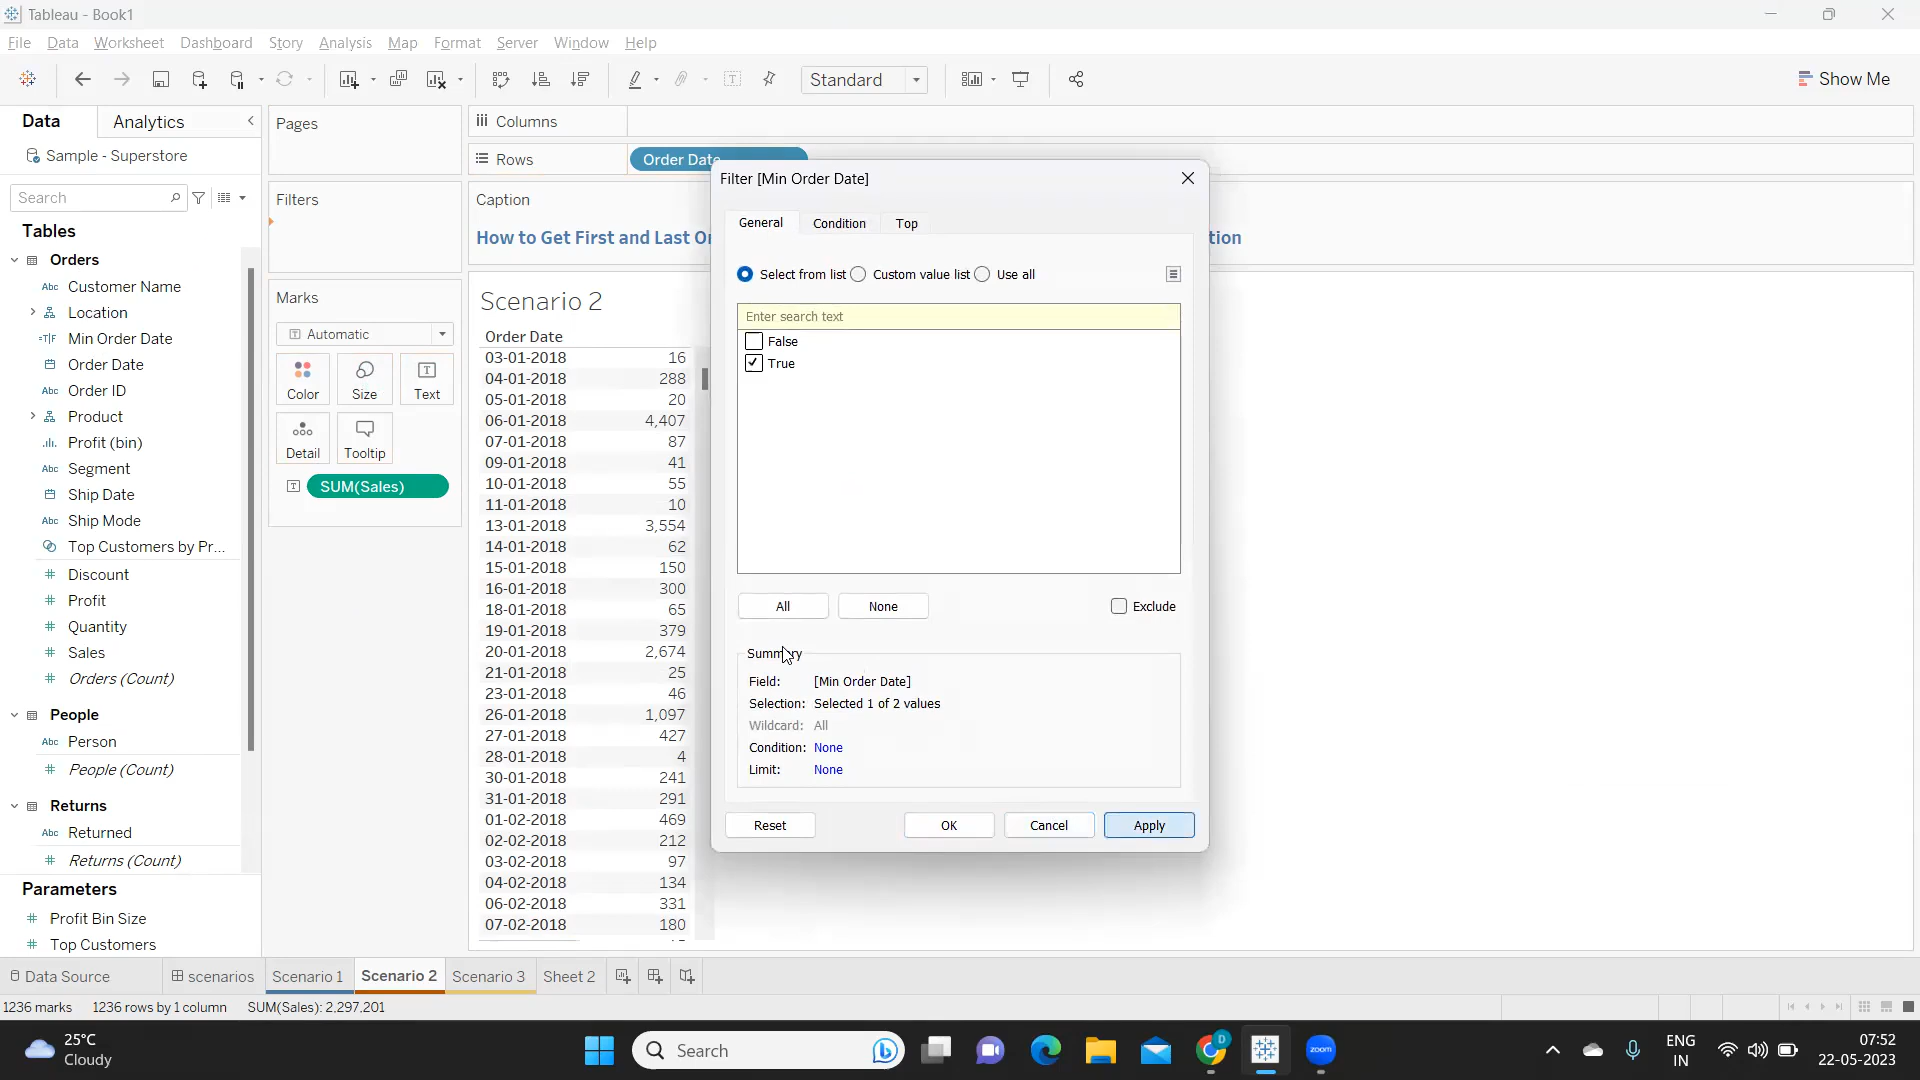 Tableau - Book1
File Data Worksheet Dashboard Story Analysis Map Format Server Window Help
Standard
Show Me
Data Analytics
Sample - Superstore
Search
Tables
Orders
Abc Customer Name
Location
=T|F Min Order Date
Order Date
Abc Order ID
Product
Profit (bin)
Abc Segment
Ship Date
Abc Ship Mode
Top Customers by Pr...
# Discount
# Profit
# Quantity
# Sales
# Orders (Count)
People
Abc Person
# People (Count)
Returns
Abc Returned
# Returns (Count)
Parameters
# Profit Bin Size
# Top Customers
Pages
Filters
Marks
Automatic
Color Size Text
Detail Tooltip
SUM(Sales)
Columns
Rows
Order Date
Caption
How to Get First and Last Or
tion
Scenario 2
Order Date
03-01-2018 16
04-01-2018 288
05-01-2018 20
06-01-2018 4,407
07-01-2018 87
09-01-2018 41
10-01-2018 55
11-01-2018 10
13-01-2018 3,554
14-01-2018 62
15-01-2018 150
16-01-2018 300
18-01-2018 65
19-01-2018 379
20-01-2018 2,674
21-01-2018 25
23-01-2018 46
26-01-2018 1,097
27-01-2018 427
28-01-2018 4
30-01-2018 241
31-01-2018 291
01-02-2018 469
02-02-2018 212
03-02-2018 97
04-02-2018 134
06-02-2018 331
07-02-2018 180
Filter [Min Order Date]
General Condition Top
Select from list Custom value list Use all
Enter search text
False
True
All None Exclude
Summary
Field: [Min Order Date]
Selection: Selected 1 of 2 values
Wildcard: All
Condition: None
Limit: None
Reset OK Cancel Apply
Data Source scenarios Scenario 1 Scenario 2 Scenario 3 Sheet 2
1236 marks 1236 rows by 1 column SUM(Sales): 2,297,201
25°C
Cloudy
Search
D
zoom
ENG
IN
07:52
22-05-2023